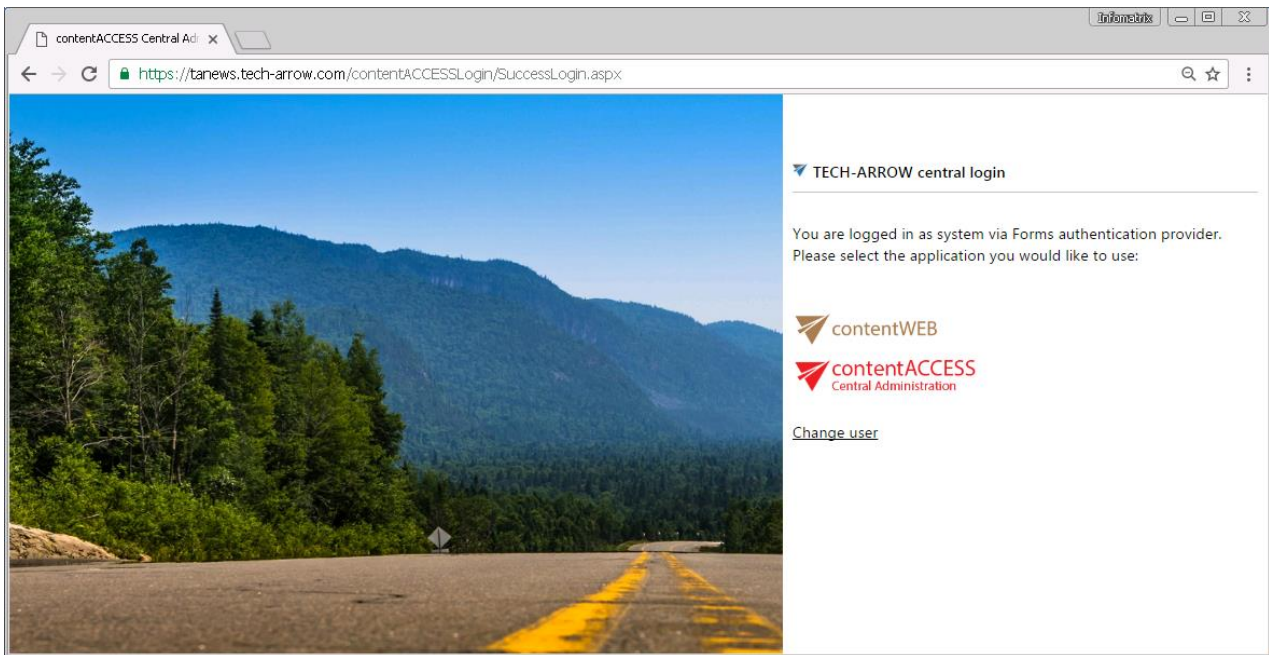 Infomatrix
contentACCESS Central Adı
https://tanews.tech-arrow.com/contentACCESSLogin/SuccessLogin.aspx
TECH-ARROW central login
You are logged in as system via Forms authentication provider.
Please select the application you would like to use:
contentWEB
contentACCESS
Central Administration
Change user